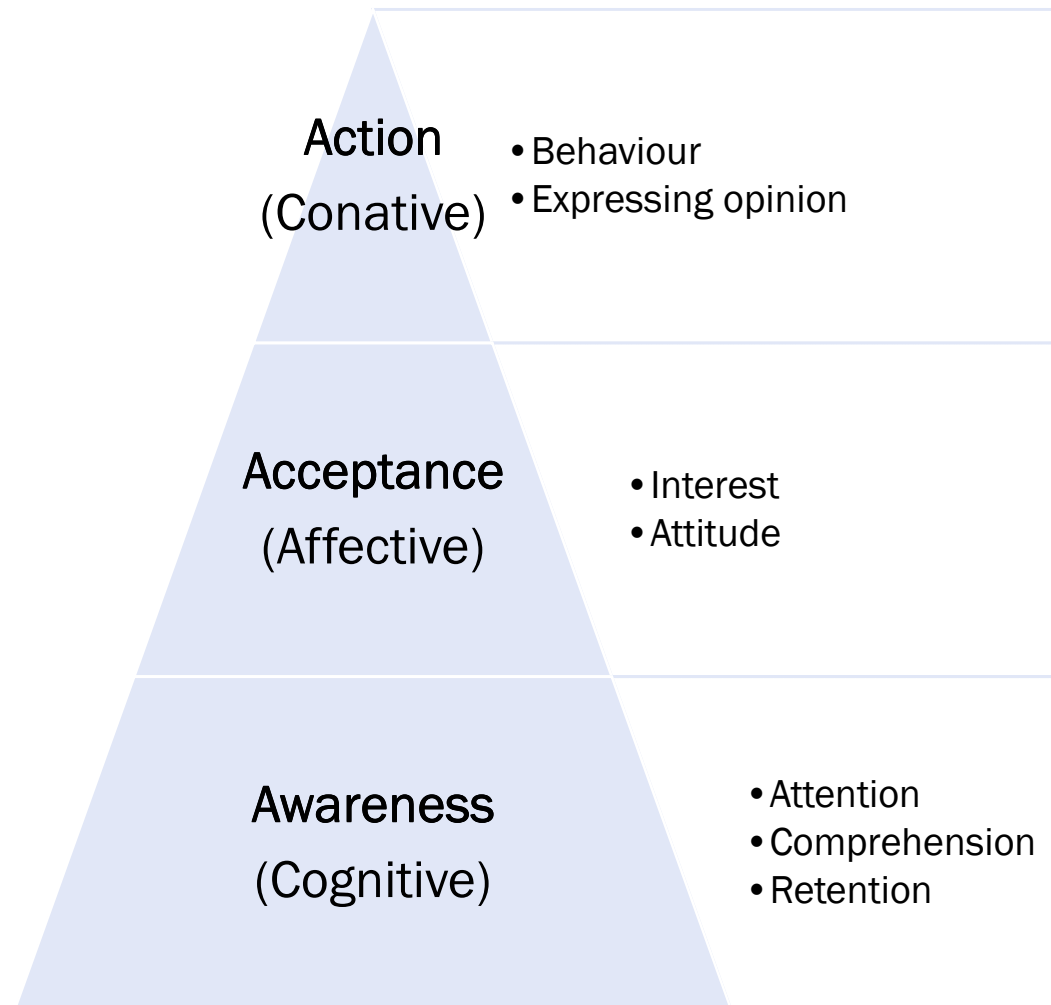 Action
(Conative)
•Behaviour
•Expressing opinion
Acceptance
(Affective)
•Interest
•Attitude
Awareness
(Cognitive)
•Attention
•Comprehension
•Retention